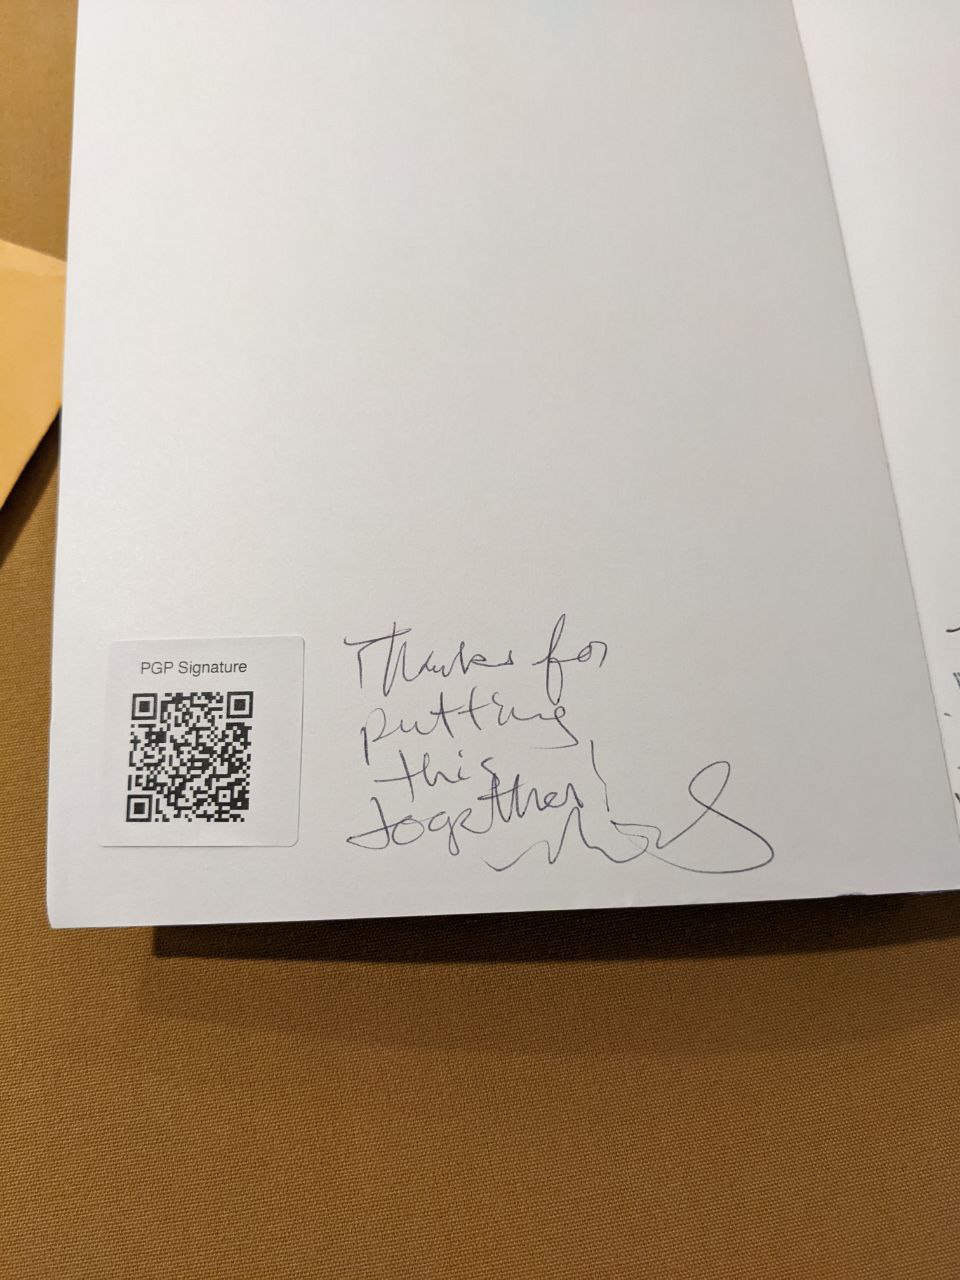 PGP Signature
Thanks for
putting
this
together!